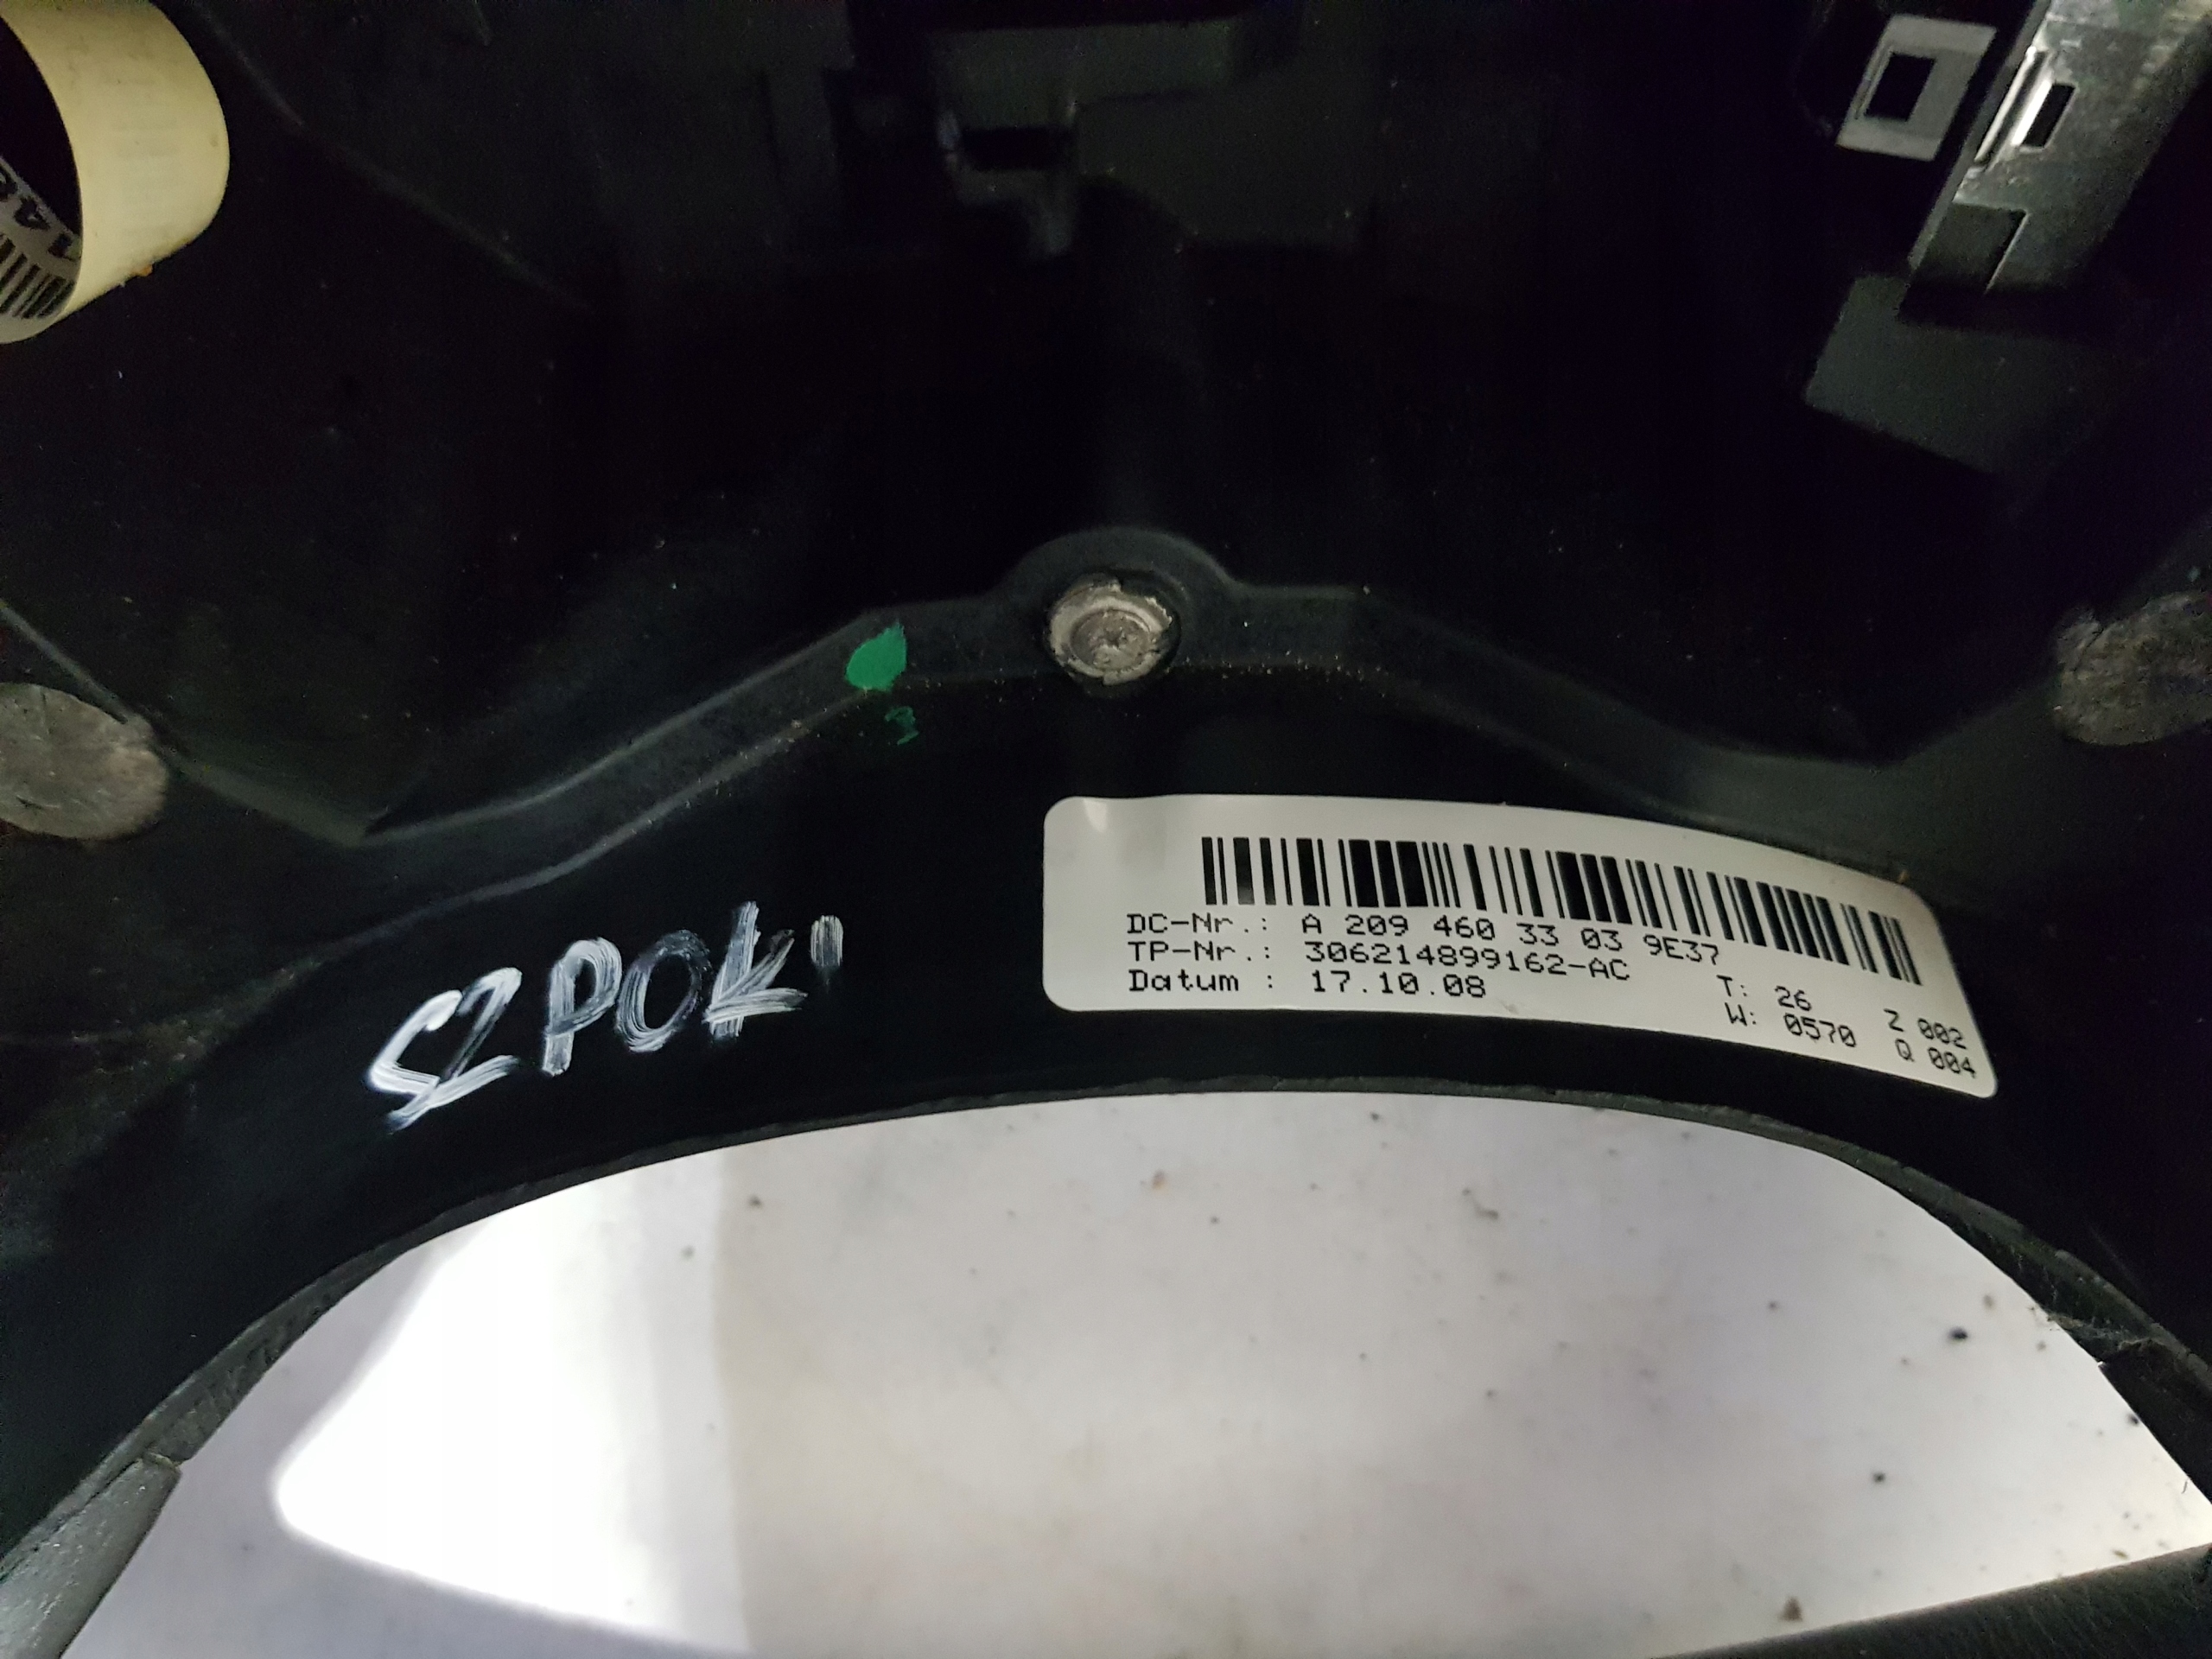 SZPOKI
DC-Nr.: A 209 460 33 03 9E37
TP-Nr.: 306214899162-AC
Datum : 17.10.08
T: 26 Z 002
W: 0570 Q 004